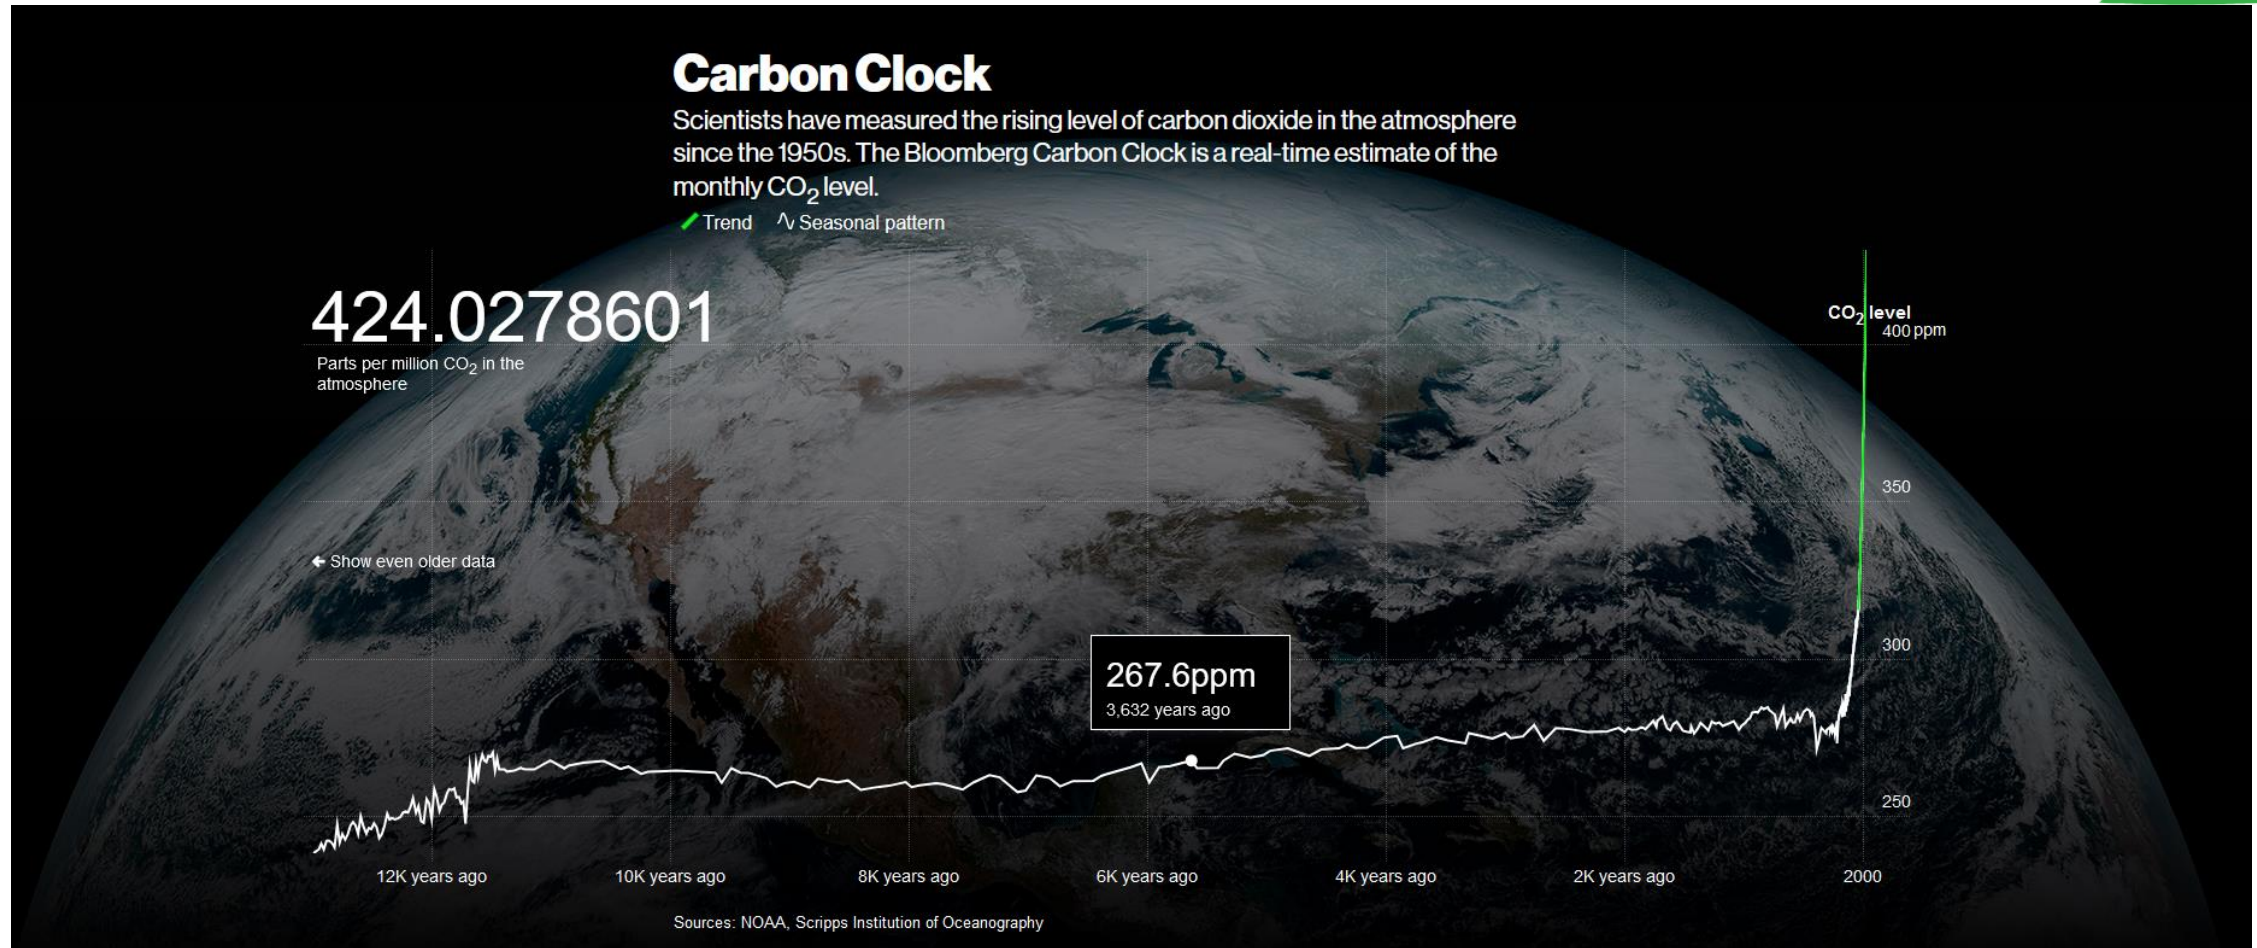 Carbon Clock
Scientists have measured the rising level of carbon dioxide in the atmosphere
since the 1950s. The Bloomberg Carbon Clock is a real-time estimate of the
monthly CO2 level.
Trend Seasonal pattern
424.0278601
Parts per million CO2 in the
atmosphere
CO2 level
400 ppm
350
Show even older data
300
267.6ppm
3,632 years ago
250
12K years ago 10K years ago 8K years ago 6K years ago 4K years ago 2K years ago 2000
Sources: NOAA, Scripps Institution of Oceanography